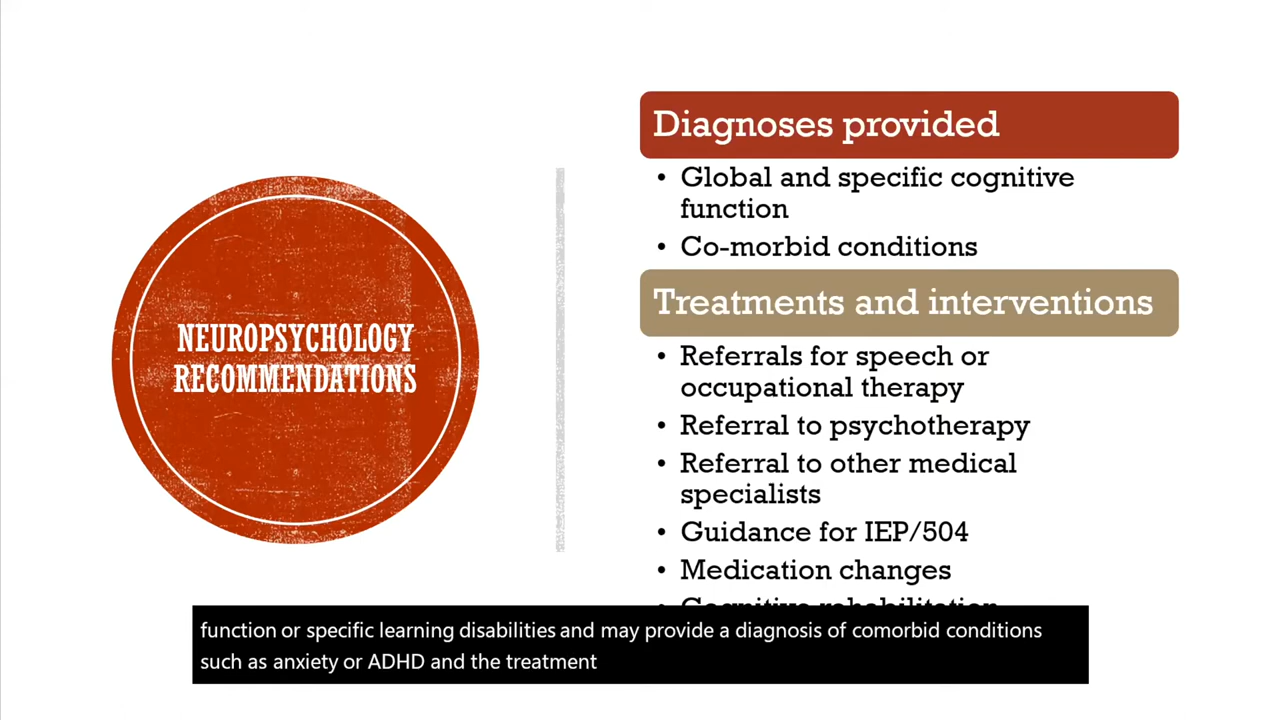 NEUROPSYCHOLOGY
RECOMMENDATIONS
Diagnoses provided
• Global and specific cognitive
function
• Co-morbid conditions
Treatments and interventions
• Referrals for speech or
occupational therapy
• Referral to psychotherapy
• Referral to other medical
specialists
• Guidance for IEP/504
• Medication changes
• Cognitive rehabilitation
function or specific learning disabilities and may provide a diagnosis of comorbid conditions
such as anxiety or ADHD and the treatment